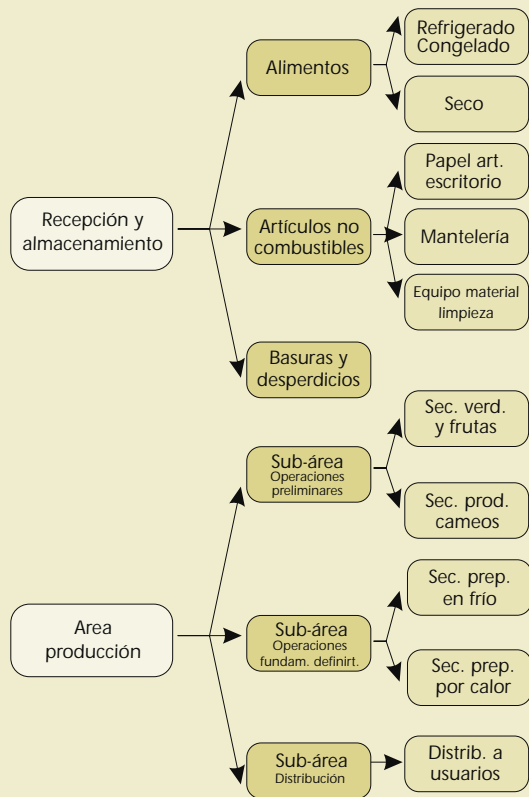 Recepción y
almacenamiento
Alimentos
Refrigerado
Congelado
Seco
Artículos no
combustibles
Papel art.
escritorio
Mantelería
Equipo material
limpieza
Basuras y
desperdicios
Area
producción
Sub-área
Operaciones
preliminares
Sec. verd.
y frutas
Sec. prod.
cameos
Sub-área
Operaciones
fundam. definirt.
Sec. prep.
en frío
Sec. prep.
por calor
Sub-área
Distribución
Distrib. a
usuarios